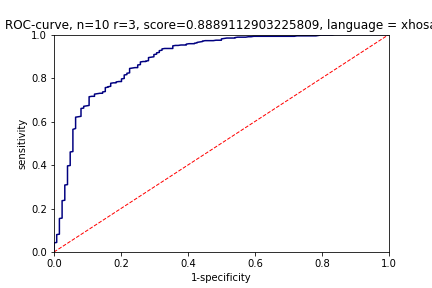 ROC-curve, n=10 r=3, score=0.8889112903225809, language = xhosa
1.0
0.8
0.6
0.4
0.2
0.0
sensitivity
0.0 0.2 0.4 0.6 0.8 1.0
1-specificity